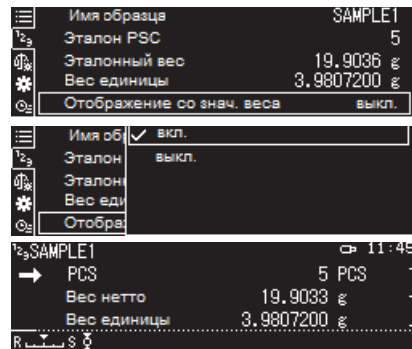 Имя образца SAMPLE1
Эталон PSC 5
Эталонный вес 19.9036 g
Вес единицы 3.9807200 g
Отображение со знач. веса выкл.
Имя об
✓ вкл.
Эталон
выкл.
Эталон
Вес еди
Отобра
123SAMPLE1 11:45
PCS 5 PCS
Вес нетто 19.9033 g
Вес единицы 3.9807200 g
R S